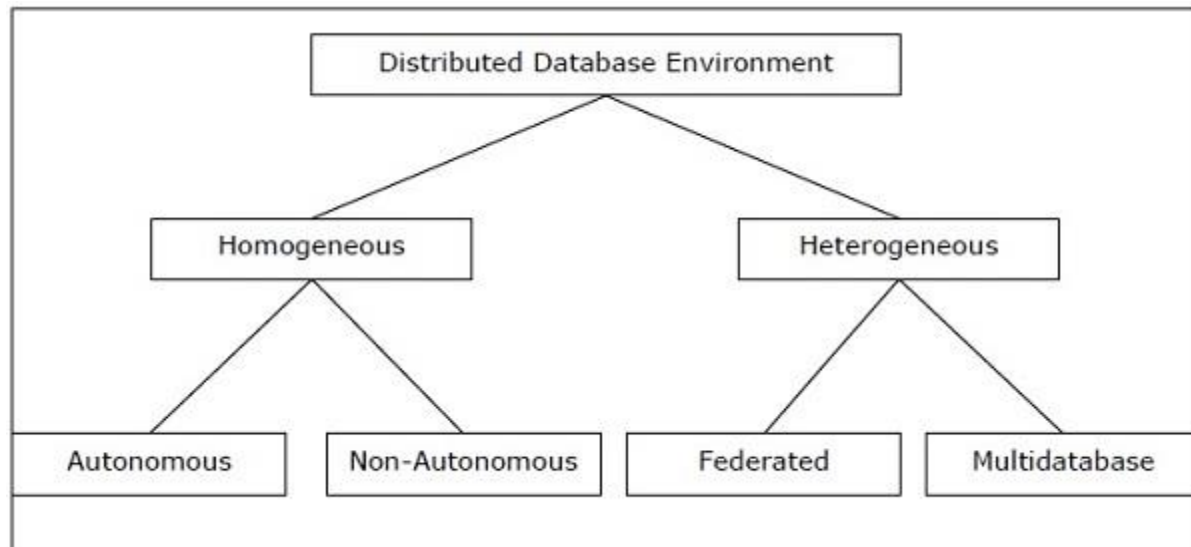 Distributed Database Environment
Homogeneous
Heterogeneous
Autonomous
Non-Autonomous
Federated
Multidatabase